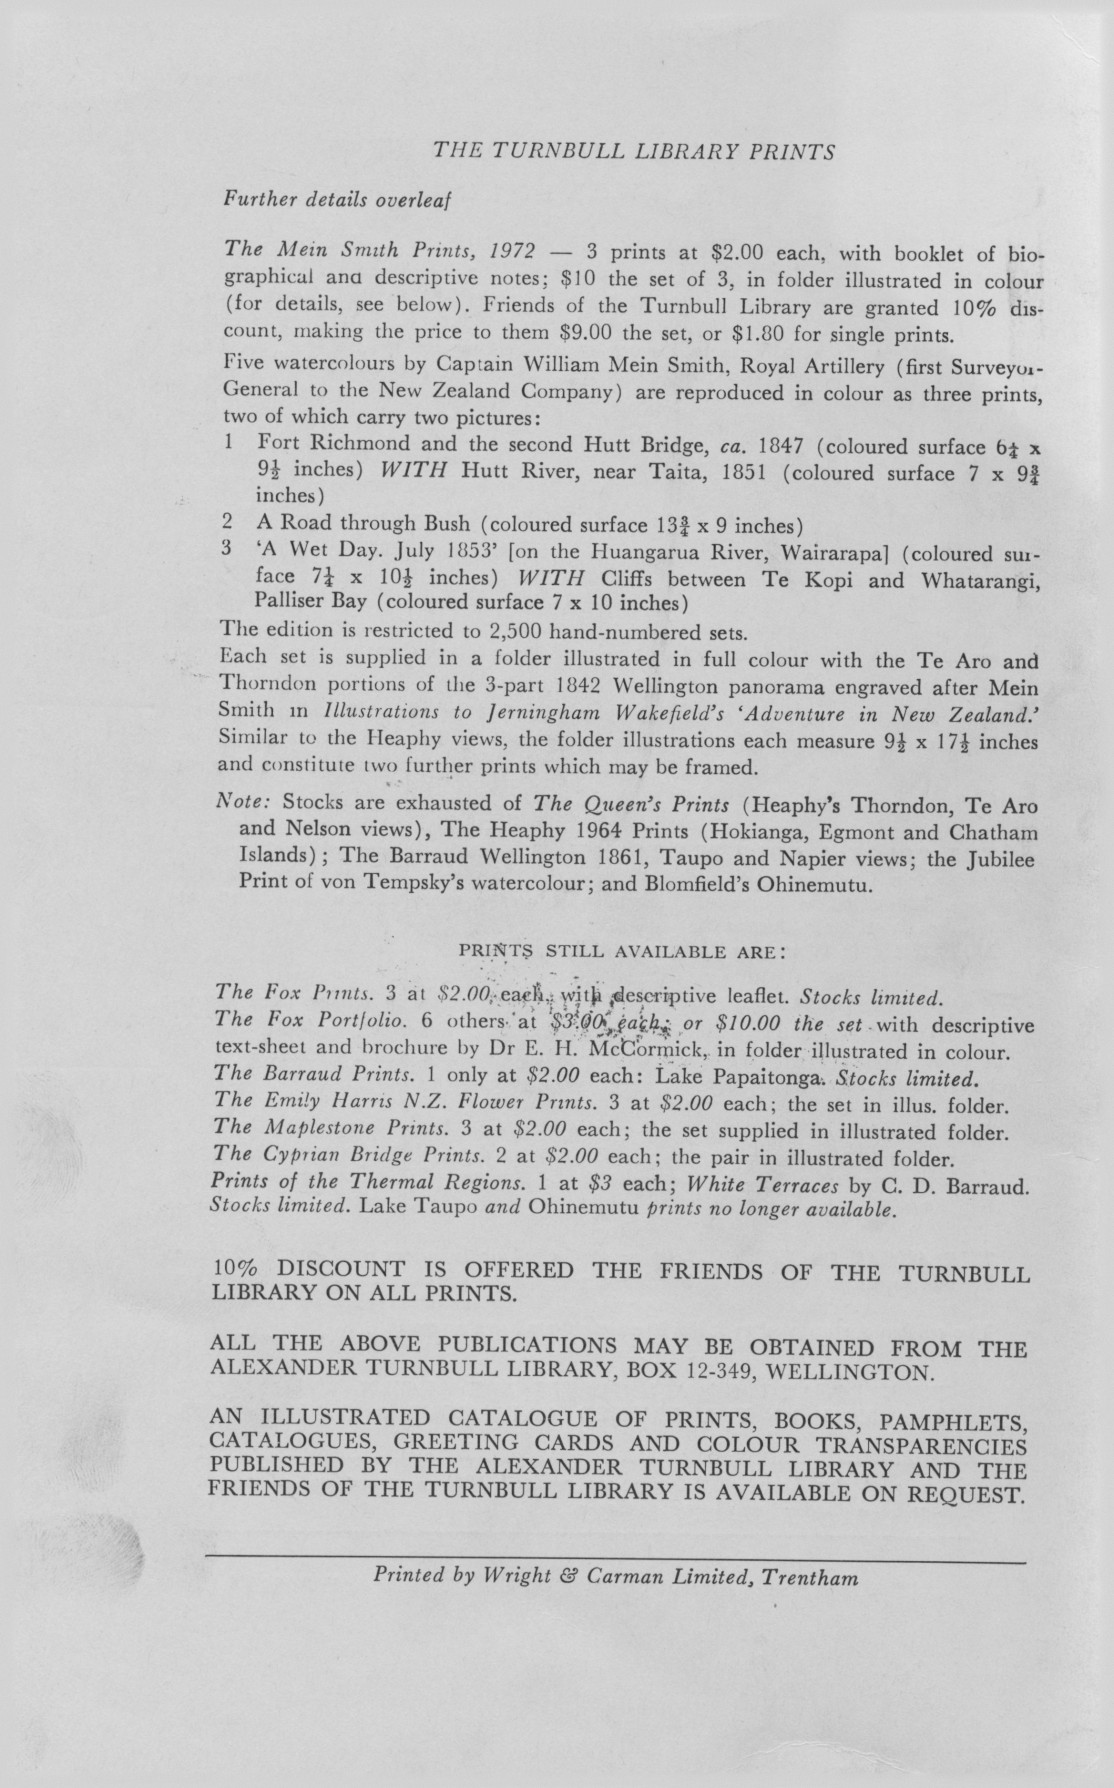 THE TURNBULL LIBRARY PRINTS
Further details overleaf
The Mein Smith Prints, 1972 — 3 prints at $2.00 each, with booklet of bio-
graphical and descriptive notes; $10 the set of 3, in folder illustrated in colour
(for details, see below). Friends of the Turnbull Library are granted 10% dis-
count, making the price to them $9.00 the set, or $1.80 for single prints.
Five watercolours by Captain William Mein Smith, Royal Artillery (first Surveyor-
General to the New Zealand Company) are reproduced in colour as three prints,
two of which carry two pictures:
1 Fort Richmond and the second Hutt Bridge, ca. 1847 (coloured surface 6¼ x
9½ inches) WITH Hutt River, near Taita, 1851 (coloured surface 7 x 9¾
inches)
2 A Road through Bush (coloured surface 13¾ x 9 inches)
3 ‘A Wet Day. July 1853’ [on the Huangarua River, Wairarapa] (coloured sur-
face 7¼ x 10½ inches) WITH Cliffs between Te Kopi and Whatarangi,
Palliser Bay (coloured surface 7 x 10 inches)
The edition is restricted to 2,500 hand-numbered sets.
Each set is supplied in a folder illustrated in full colour with the Te Aro and
Thorndon portions of the 3-part 1842 Wellington panorama engraved after Mein
Smith in Illustrations to Jerningham Wakefield’s ‘Adventure in New Zealand.’
Similar to the Heaphy views, the folder illustrations each measure 9½ x 17½ inches
and constitute two further prints which may be framed.
Note: Stocks are exhausted of The Queen’s Prints (Heaphy’s Thorndon, Te Aro
and Nelson views), The Heaphy 1964 Prints (Hokianga, Egmont and Chatham
Islands); The Barraud Wellington 1861, Taupo and Napier views; the Jubilee
Print of von Tempsky’s watercolour; and Blomfield’s Ohinemutu.
PRINTS STILL AVAILABLE ARE:
The Fox Prints. 3 at $2.00, each, with descriptive leaflet. Stocks limited.
The Fox Portfolio. 6 others at $3.00, each; or $10.00 the set with descriptive
text-sheet and brochure by Dr E. H. McCormick, in folder illustrated in colour.
The Barraud Prints. 1 only at $2.00 each: Lake Papaitonga. Stocks limited.
The Emily Harris N.Z. Flower Prints. 3 at $2.00 each; the set in illus. folder.
The Maplestone Prints. 3 at $2.00 each; the set supplied in illustrated folder.
The Cyprian Bridge Prints. 2 at $2.00 each; the pair in illustrated folder.
Prints of the Thermal Regions. 1 at $3 each; White Terraces by C. D. Barraud.
Stocks limited. Lake Taupo and Ohinemutu prints no longer available.
10% DISCOUNT IS OFFERED THE FRIENDS OF THE TURNBULL
LIBRARY ON ALL PRINTS.
ALL THE ABOVE PUBLICATIONS MAY BE OBTAINED FROM THE
ALEXANDER TURNBULL LIBRARY, BOX 12-349, WELLINGTON.
AN ILLUSTRATED CATALOGUE OF PRINTS, BOOKS, PAMPHLETS,
CATALOGUES, GREETING CARDS AND COLOUR TRANSPARENCIES
PUBLISHED BY THE ALEXANDER TURNBULL LIBRARY AND THE
FRIENDS OF THE TURNBULL LIBRARY IS AVAILABLE ON REQUEST.
Printed by Wright & Carman Limited, Trentham